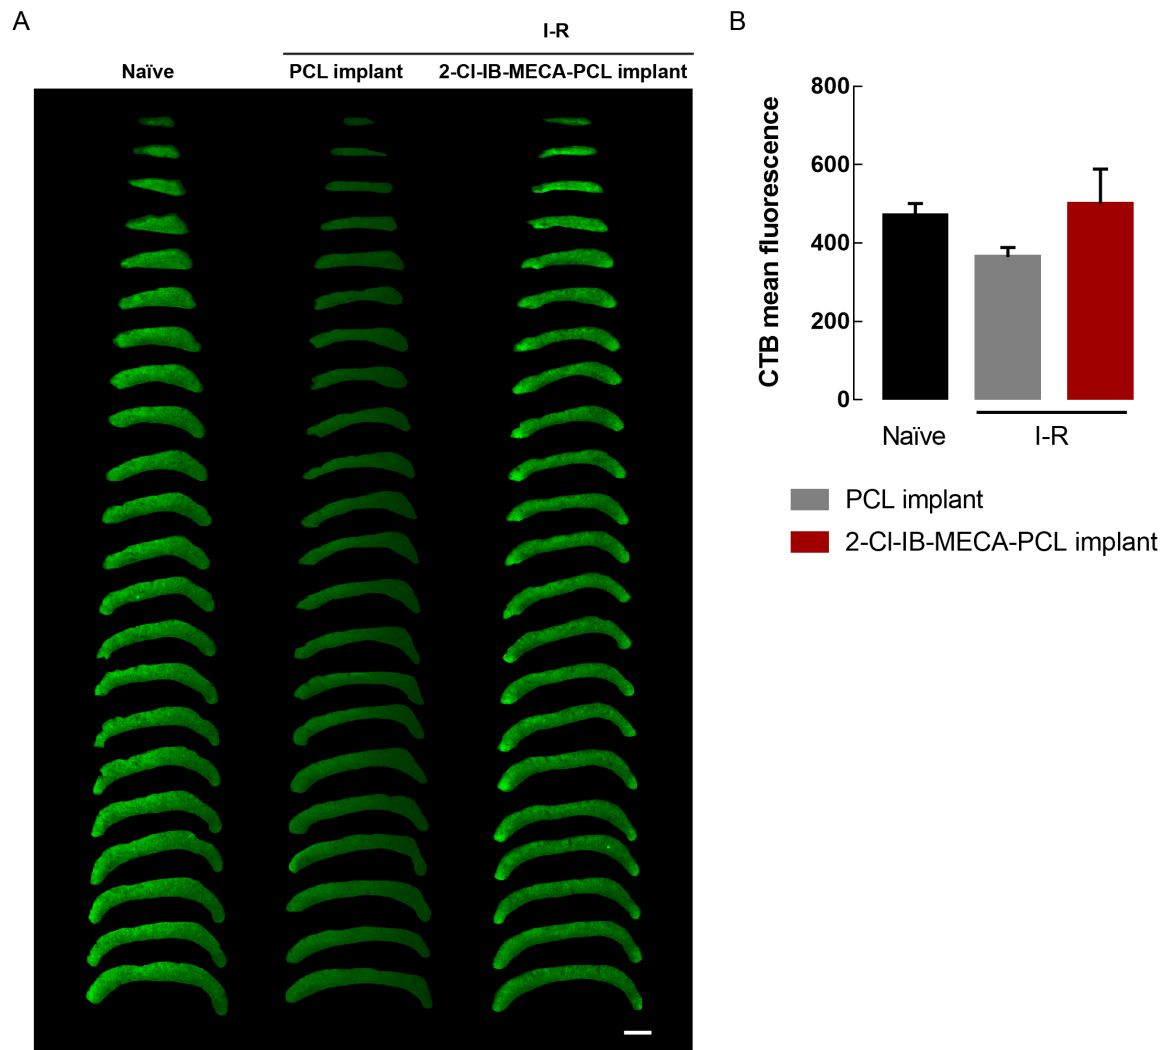 A
I-R
Naïve
PCL implant
2-Cl-IB-MECA-PCL implant
B
CTB mean fluorescence
800
600
400
200
0
Naïve
I-R
PCL implant
2-Cl-IB-MECA-PCL implant